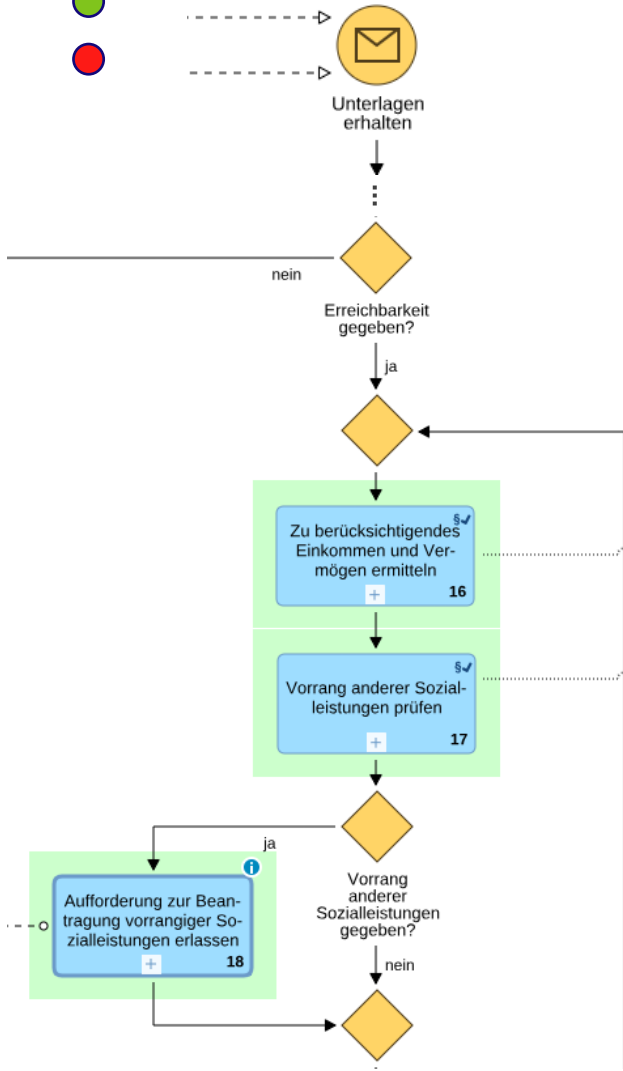 Unterlagen
erhalten
nein
Erreichbarkeit
gegeben?
ja
§
Zu berücksichtigendes
Einkommen und Ver-
mögen ermitteln
+
16
§
Vorrang anderer Sozial-
leistungen prüfen
+
17
ja
Vorrang
anderer
Sozialleistungen
gegeben?
i
Aufforderung zur Bean-
tragung vorrangiger So-
zialleistungen erlassen
+
18
nein